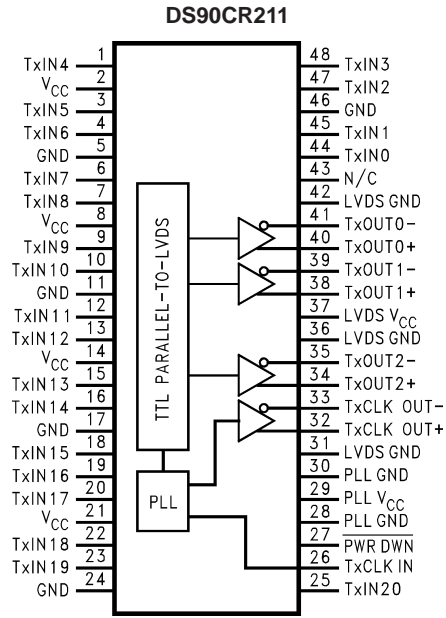 DS90CR211
TxIN4 1 48 TxIN3
VCC 2 47 TxIN2
TxIN5 3 46 GND
TxIN6 4 45 TxIN1
GND 5 44 TxIN0
TxIN7 6 43 N/C
TxIN8 7 42 LVDS GND
VCC 8 41 TxOUT0−
TxIN9 9 40 TxOUT0+
TxIN10 10 39 TxOUT1−
GND 11 38 TxOUT1+
TxIN11 12 37 LVDS VCC
TxIN12 13 36 LVDS GND
VCC 14 35 TxOUT2−
TxIN13 15 34 TxOUT2+
TxIN14 16 33 TxCLK OUT−
GND 17 32 TxCLK OUT+
TxIN15 18 31 LVDS GND
TxIN16 19 30 PLL GND
TxIN17 20 29 PLL VCC
VCC 21 28 PLL GND
TxIN18 22 27 PWR DWN
TxIN19 23 26 TxCLK IN
GND 24 25 TxIN20
TTL PARALLEL-TO-LVDS
PLL